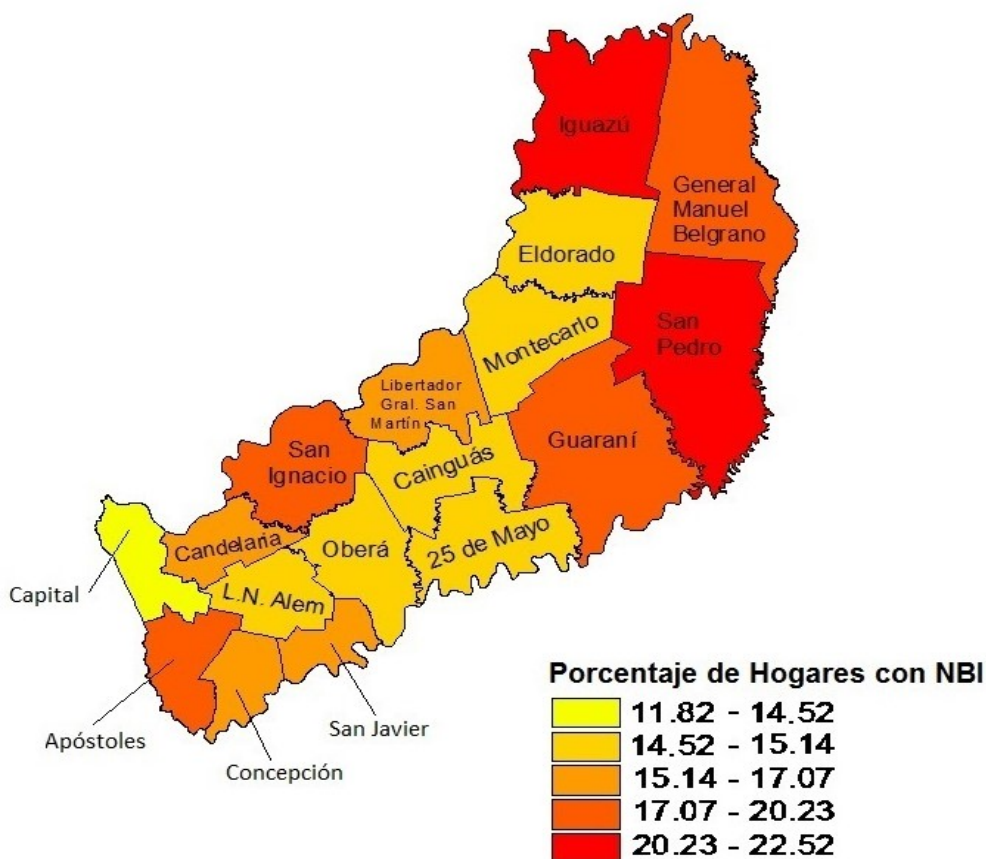 Iguazú
General
Manuel
Belgrano
Eldorado
San
Pedro
Montecarlo
Libertador
Gral. San
Martín
Guaraní
San
Ignacio
Cainguás
Candelaria
Oberá
25 de Mayo
Capital
L.N. Alem
Apóstoles
San Javier
Concepción
Porcentaje de Hogares con NBI
11.82 - 14.52
14.52 - 15.14
15.14 - 17.07
17.07 - 20.23
20.23 - 22.52